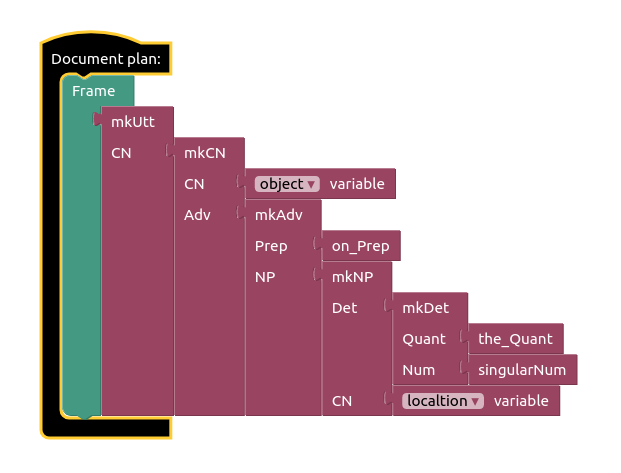 Document plan:
Frame
mkUtt
CN mkCN
CN object ▾ variable
Adv mkAdv
Prep on_Prep
NP mkNP
Det mkDet
Quant the_Quant
Num singularNum
CN localtion ▾ variable